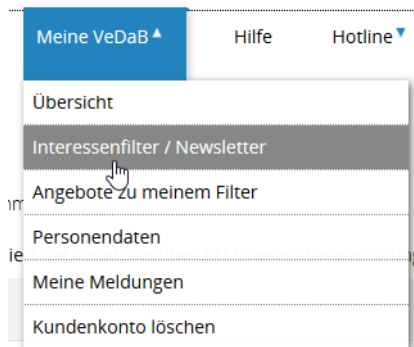 Meine VeDaB ▲ Hilfe Hotline ▼
Übersicht
Interessenfilter / Newsletter
Angebote zu meinem Filter
Personendaten
Meine Meldungen
Kundenkonto löschen